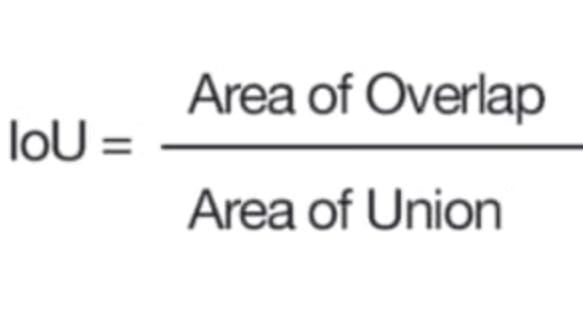 Area of Overlap
IoU =
Area of Union